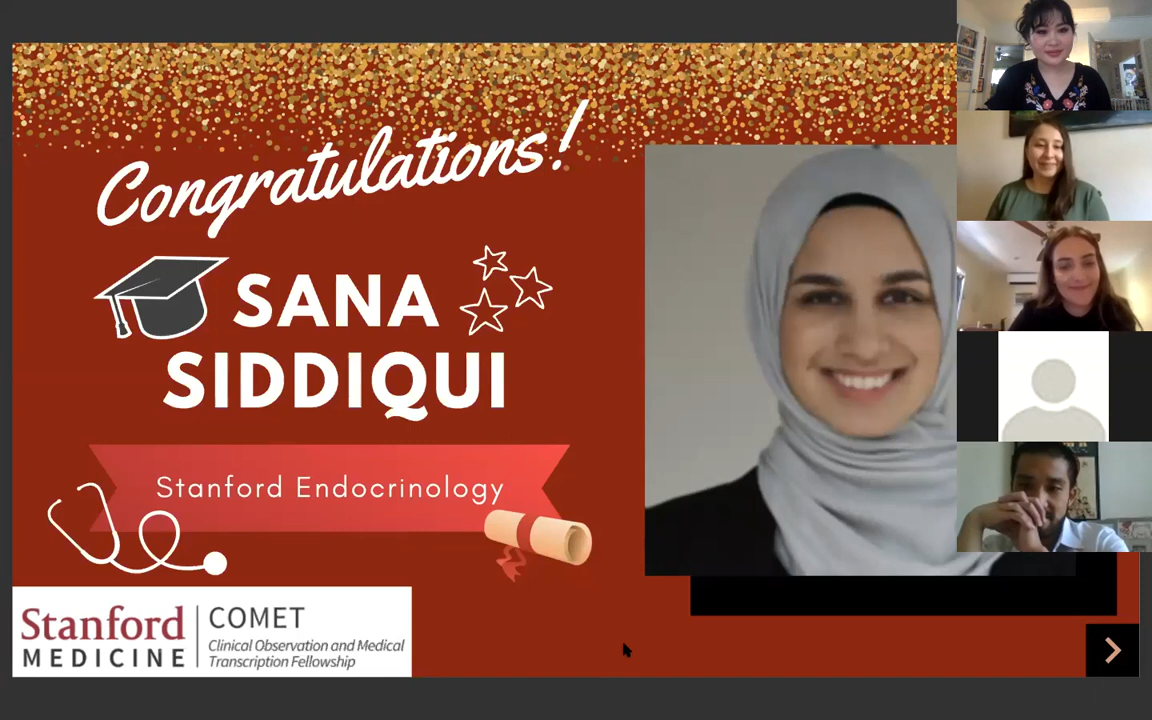 Congratulations!
SANA
SIDDIQUI
Stanford Endocrinology
Stanford
MEDICINE
COMET
Clinical Observation and Medical
Transcription Fellowship